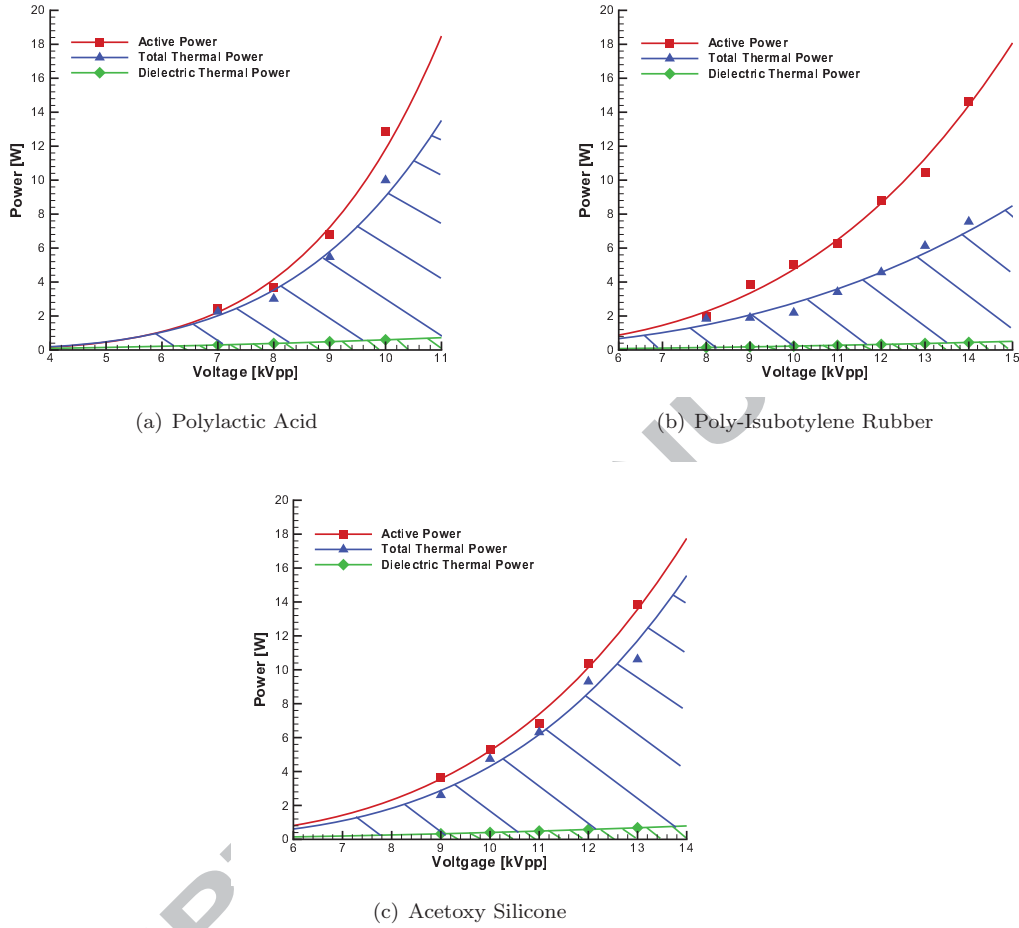 20
18
16
14
12
10
8
6
4
2
0
Power [W]
Active Power
Total Thermal Power
Dielectric Thermal Power
4 5 6 7 8 9 10 11
Voltage [kVpp]
(a) Polylactic Acid
20
18
16
14
12
10
8
6
4
2
0
Power [W]
Active Power
Total Thermal Power
Dielectric Thermal Power
6 7 8 9 10 11 12 13 14 15
Voltage [kVpp]
(b) Poly-Isubotylene Rubber
20
18
16
14
12
10
8
6
4
2
0
Power [W]
Active Power
Total Thermal Power
Dielectric Thermal Power
6 7 8 9 10 11 12 13 14
Voltgage [kVpp]
(c) Acetoxy Silicone